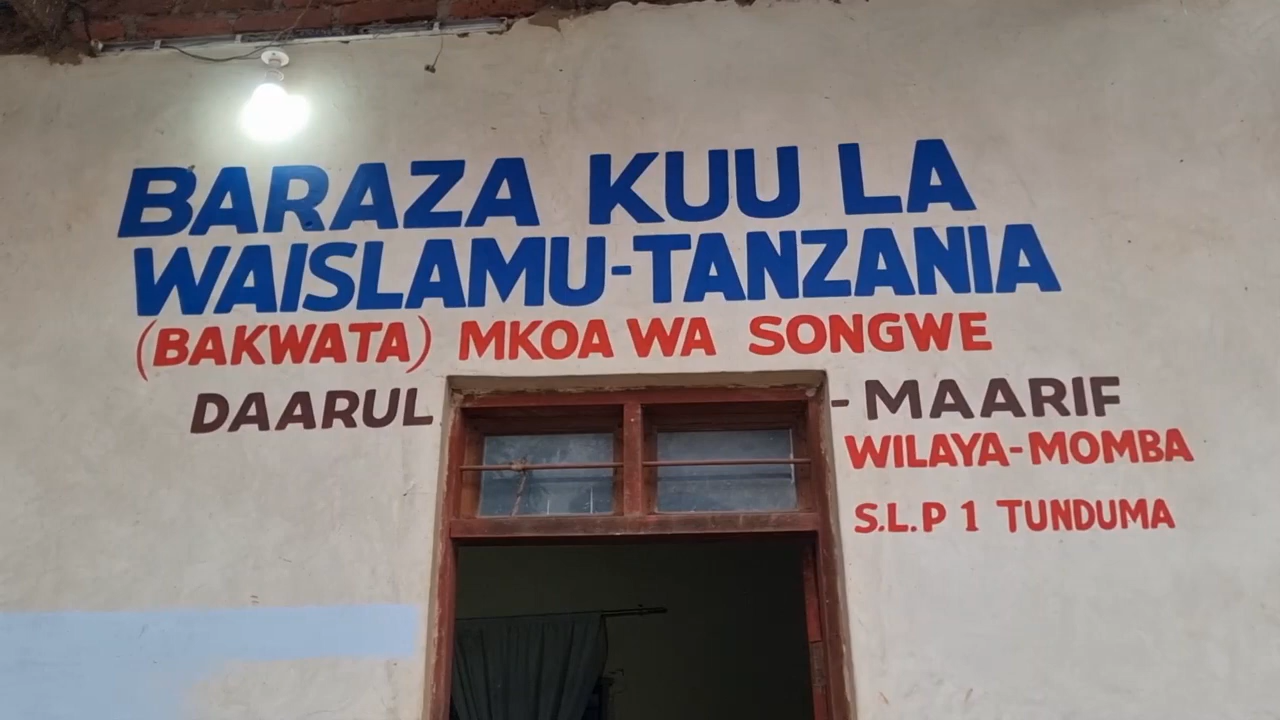 BARAZA KUU LA
WAISLAMU-TANZANIA
(BAKWATA) MKOA WA SONGWE
DAARUL - MAARIF
WILAYA-MOMBA
S.L.P 1 TUNDUMA